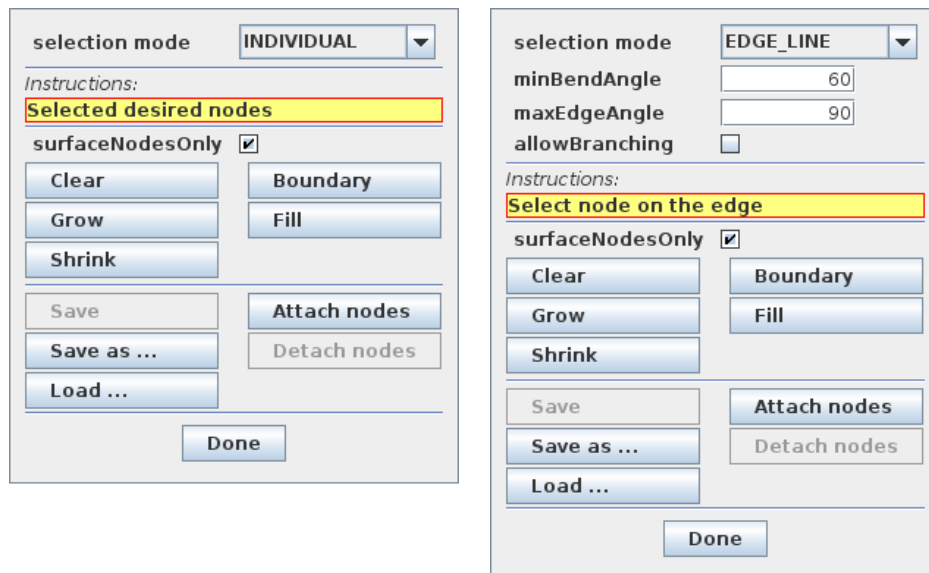 selection mode INDIVIDUAL
Instructions:
Selected desired nodes
surfaceNodesOnly
Clear Boundary
Grow Fill
Shrink
Save Attach nodes
Save as ... Detach nodes
Load ...
Done
selection mode EDGE_LINE
minBendAngle 60
maxEdgeAngle 90
allowBranching
Instructions:
Select node on the edge
surfaceNodesOnly
Clear Boundary
Grow Fill
Shrink
Save Attach nodes
Save as ... Detach nodes
Load ...
Done